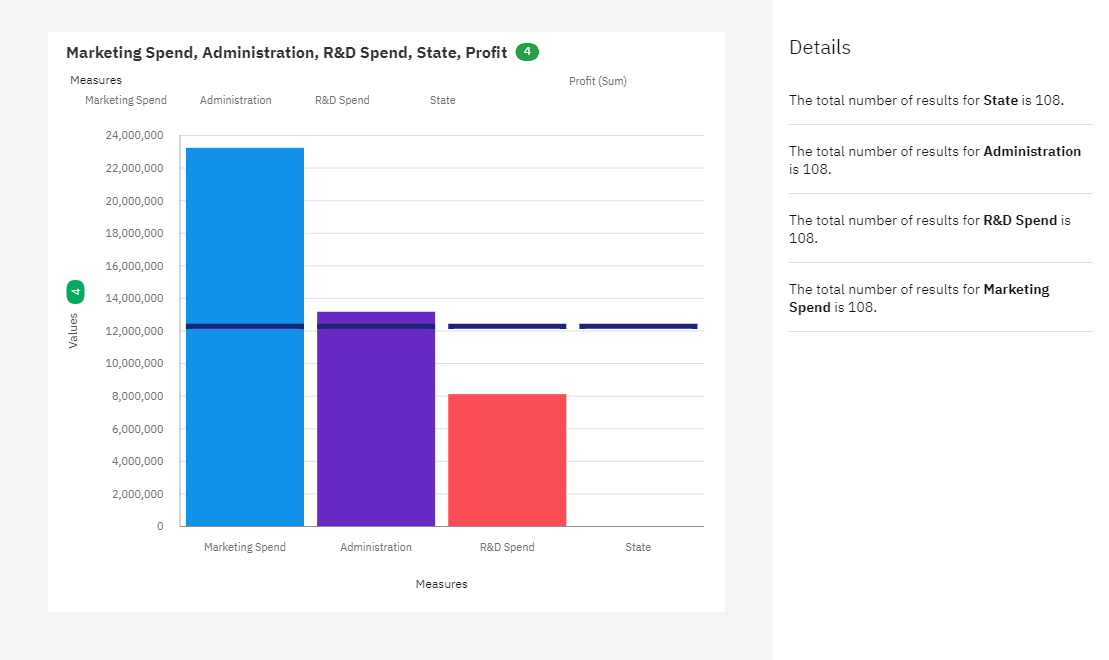 Marketing Spend, Administration, R&D Spend, State, Profit 4
Measures
Profit (Sum)
Marketing Spend Administration R&D Spend State
24,000,000
22,000,000
20,000,000
18,000,000
16,000,000
14,000,000
12,000,000
10,000,000
8,000,000
6,000,000
4,000,000
2,000,000
0
Values 4
Marketing Spend Administration R&D Spend State
Measures
Details
The total number of results for State is 108.
The total number of results for Administration
is 108.
The total number of results for R&D Spend is
108.
The total number of results for Marketing
Spend is 108.